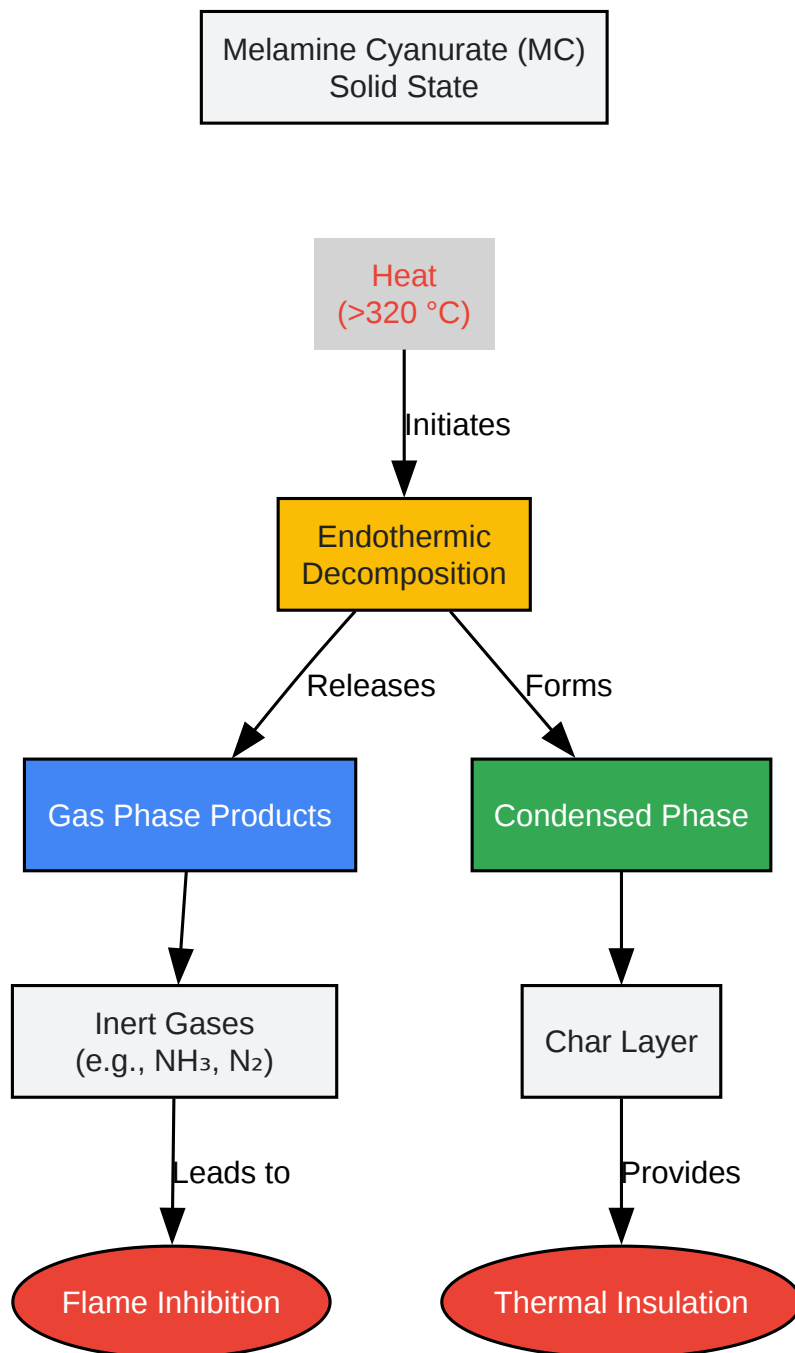 Melamine Cyanurate (MC)
Solid State
Heat
(>320 °C)
Initiates
Endothermic
Decomposition
Releases
Forms
Gas Phase Products
Condensed Phase
Inert Gases
(e.g., NH₃, N₂)
Char Layer
Leads to
Provides
Flame Inhibition
Thermal Insulation